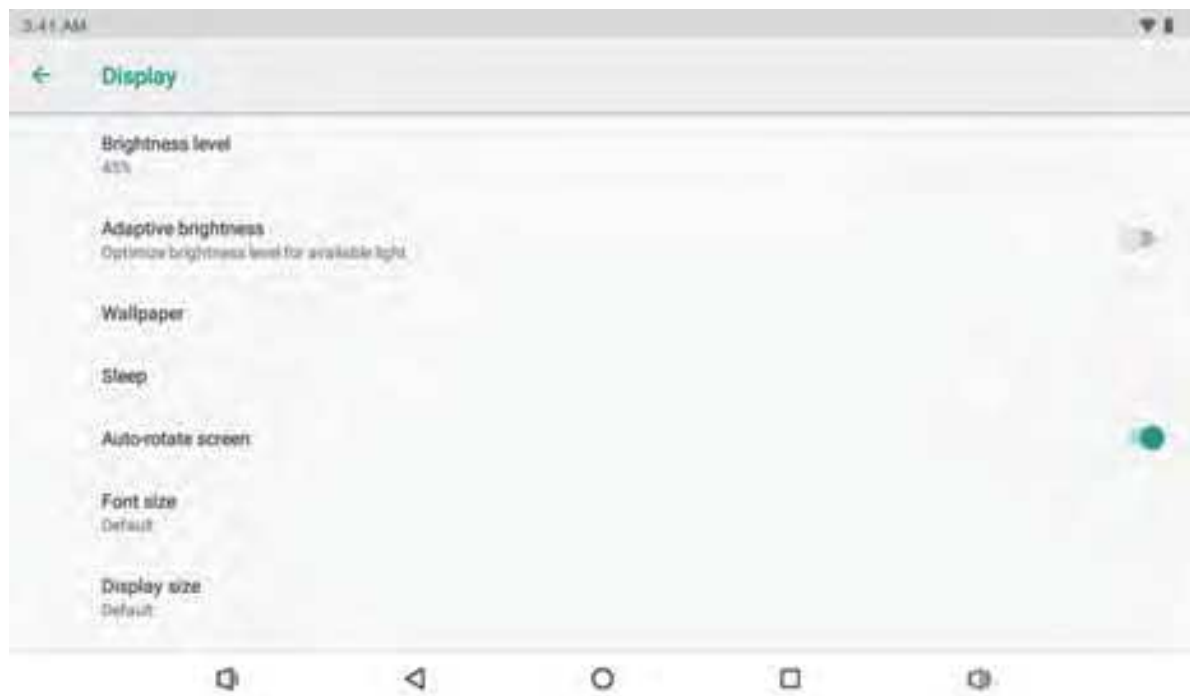 3:41 AM
Display
Brightness level
45%
Adaptive brightness
Optimize brightness level for available light
Wallpaper
Sleep
Auto-rotate screen
Font size
Default
Display size
Default